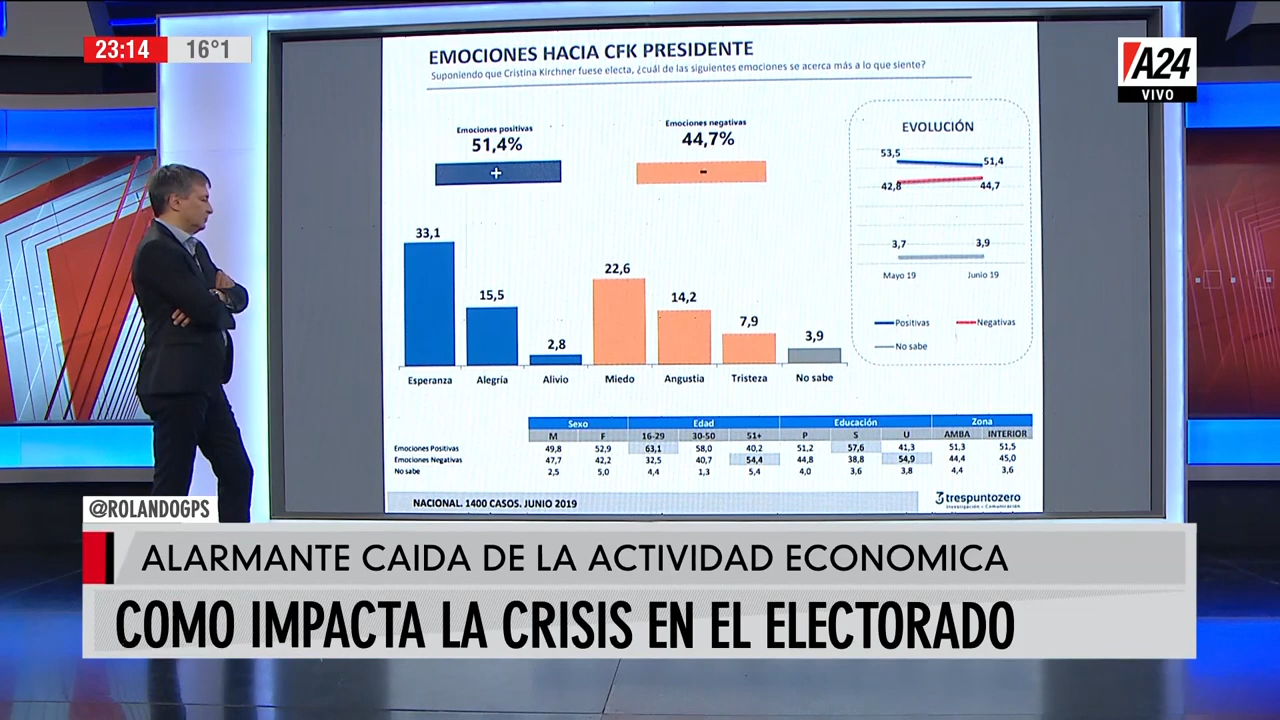 23:14 16°1
A24
VIVO
EMOCIONES HACIA CFK PRESIDENTE
Suponiendo que Cristina Kirchner fuese electa, ¿cuál de las siguientes emociones se acerca más a lo que siente?
Emociones positivas
51,4%
+
Emociones negativas
44,7%
-
33,1
15,5
2,8
22,6
14,2
7,9
3,9
Esperanza Alegría Alivio Miedo Angustia Tristeza No sabe
EVOLUCIÓN
53,5 51,4
42,8 44,7
3,7 3,9
Mayo 19 Junio 19
Positivas Negativas
No sabe
Sexo Edad Educación Zona
M F 16-29 30-50 51+ P S U AMBA INTERIOR
Emociones Positivas 49,8 52,9 63,1 58,0 40,2 51,2 57,6 41,3 51,3 51,5
Emociones Negativas 47,7 42,2 32,5 40,7 54,4 44,8 38,8 54,9 44,4 45,0
No sabe 2,5 5,0 4,4 1,3 5,4 4,0 3,6 3,8 4,4 3,6
NACIONAL. 1400 CASOS. JUNIO 2019
trespuntozero
Investigación + Comunicación
@ROLANDOGPS
ALARMANTE CAIDA DE LA ACTIVIDAD ECONOMICA
COMO IMPACTA LA CRISIS EN EL ELECTORADO